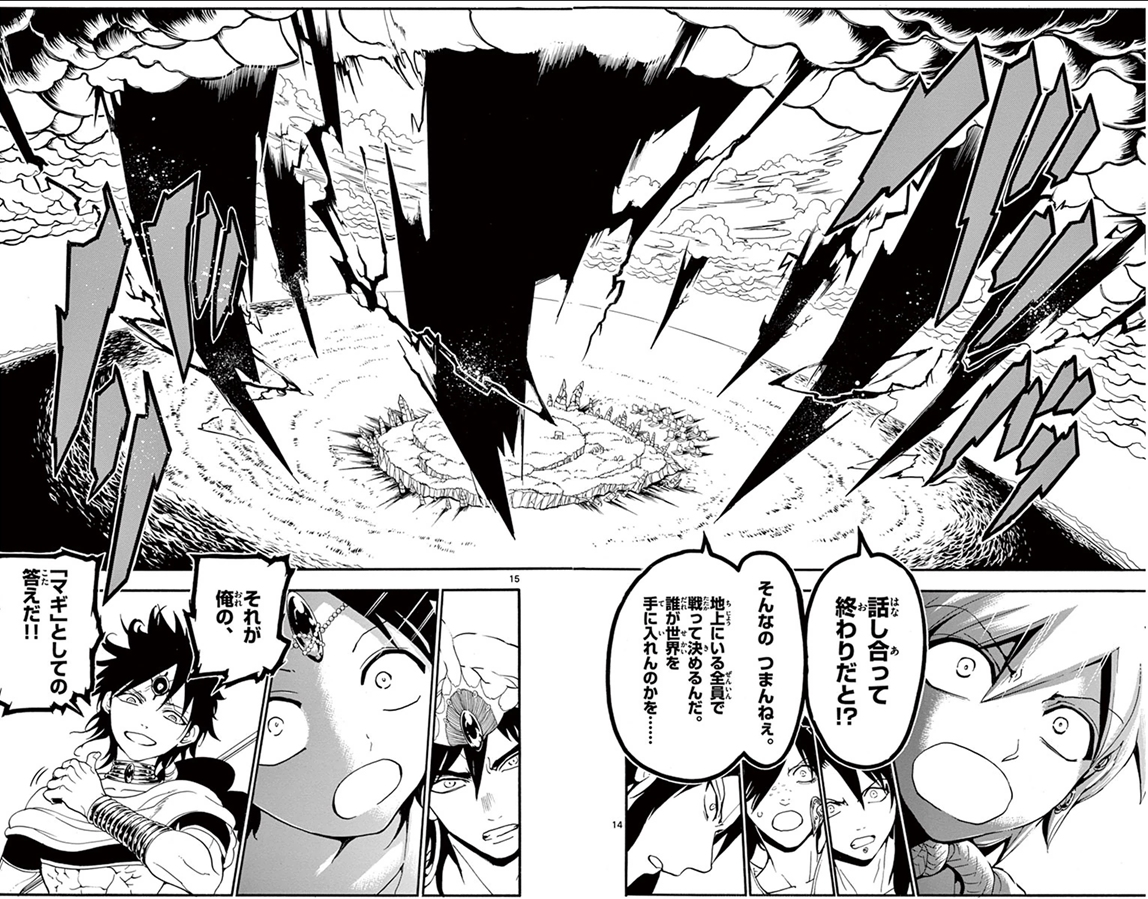 話し合って
終わりだと!?
そんなの つまんねぇ。
地上にいる全員で
戦って決めるんだ。
誰が世界を
手に入れんのかを……
14
15
それが
俺の、
「マギ」としての
答えだ!!